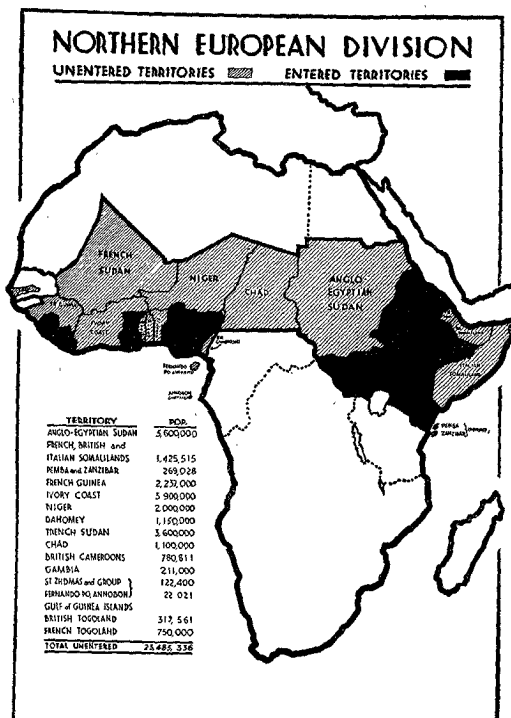 NORTHERN EUROPEAN DIVISION
UNENTERED TERRITORIES ENTERED TERRITORIES
FRENCH SUDAN
NIGER
CHAD
ANGLO EGYPTIAN SUDAN
IVORY COAST
FERNANDO PO
PEMBA
ZANZIBAR
TERRITORY POP.
ANGLO-EGYPTIAN SUDAN 5,600,000
FRENCH, BRITISH and
ITALIAN SOMALILANDS 1,425,515
PEMBA and ZANZIBAR 269,028
FRENCH GUINEA 2,237,000
IVORY COAST 3 900,000
NIGER 2 000,000
DAHOMEY 1,150,000
FRENCH SUDAN 3,600,000
CHAD 1,100,000
BRITISH CAMEROONS 780,811
GAMBIA 211,000
ST THOMAS and GROUP 122,400
FERNANDO PO, ANNOBON 22 021
GULF of GUINEA ISLANDS
BRITISH TOGOLAND 317, 561
FRENCH TOGOLAND 750,000
TOTAL UNENTERED 23,485 336